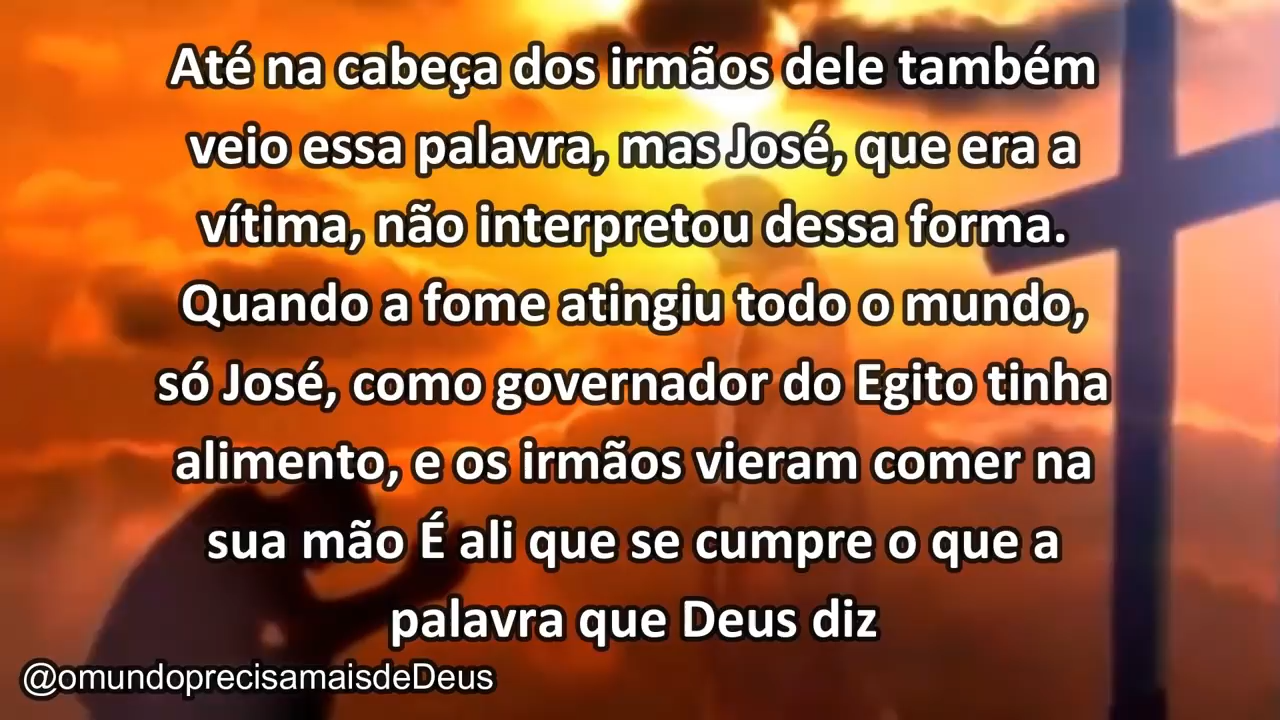 Até na cabeça dos irmãos dele também
veio essa palavra, mas José, que era a
vítima, não interpretou dessa forma.
Quando a fome atingiu todo o mundo,
só José, como governador do Egito tinha
alimento, e os irmãos vieram comer na
sua mão É ali que se cumpre o que a
palavra que Deus diz
@omundoprecisamaisdeDeus